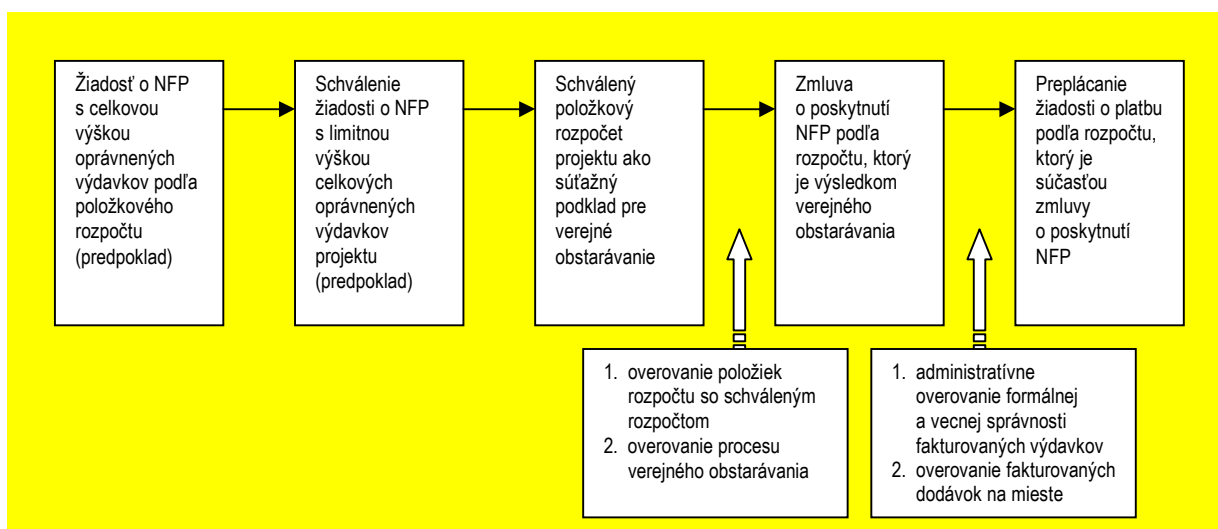 Žiadosť o NFP
s celkovou
výškou
oprávnených
výdavkov podľa
položkového
rozpočtu
(predpoklad)
Schválenie
žiadosti o NFP
s limitnou
výškou
celkových
oprávnených
výdavkov
projektu
(predpoklad)
Schválený
položkový
rozpočet
projektu ako
súťažný
podklad pre
verejné
obstarávanie
Zmluva
o poskytnutí
NFP podľa
rozpočtu, ktorý
je výsledkom
verejného
obstarávania
Preplácanie
žiadosti o platbu
podľa rozpočtu,
ktorý je
súčasťou
zmluvy
o poskytnutí
NFP
1. overovanie položiek
rozpočtu so schváleným
rozpočtom
2. overovanie procesu
verejného obstarávania
1. administratívne
overovanie formálnej
a vecnej správnosti
fakturovaných výdavkov
2. overovanie fakturovaných
dodávok na mieste